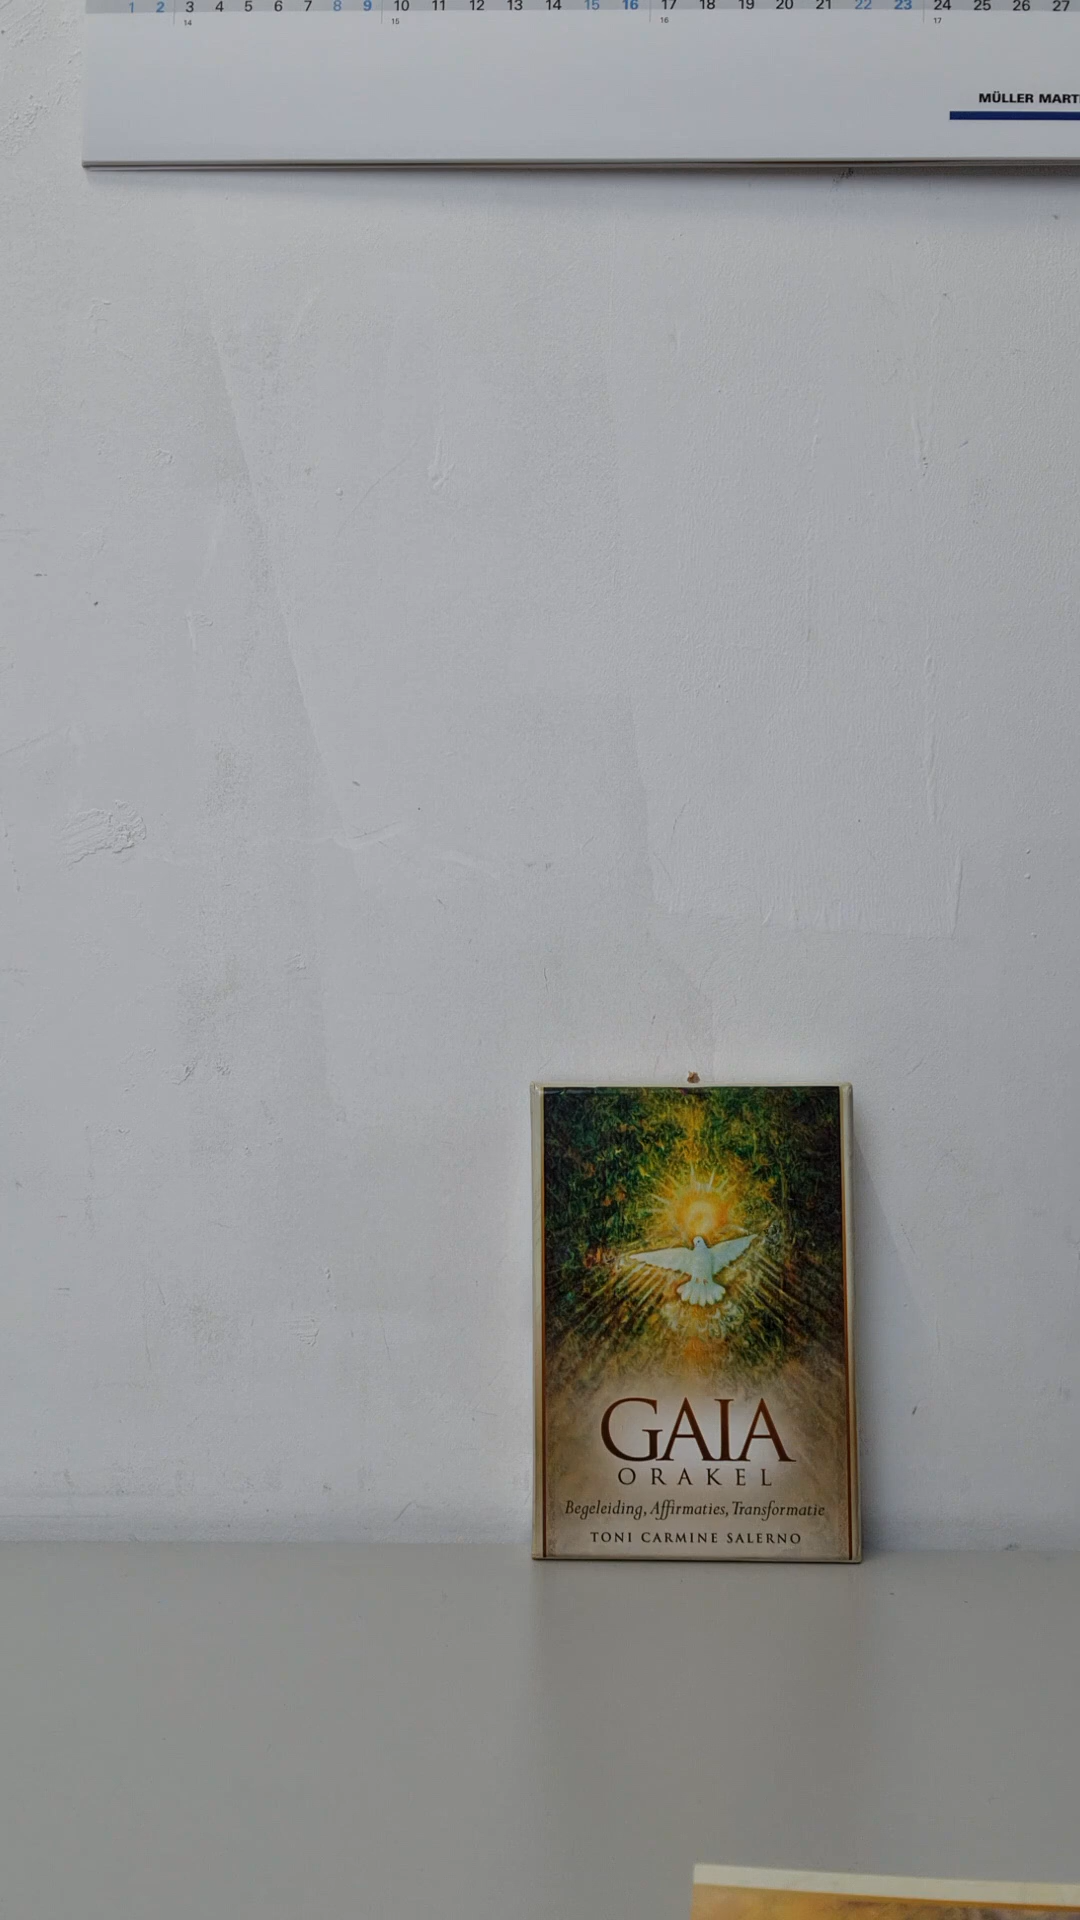 1 2 3 4 5 6 7 8 9 10 11 12 13 14 15 16 17 18 19 20 21 22 23 24 25 26 27
14 15 16 17
MÜLLER MARTI
GAIA
ORAKEL
Begeleiding, Affirmaties, Transformatie
TONI CARMINE SALERNO